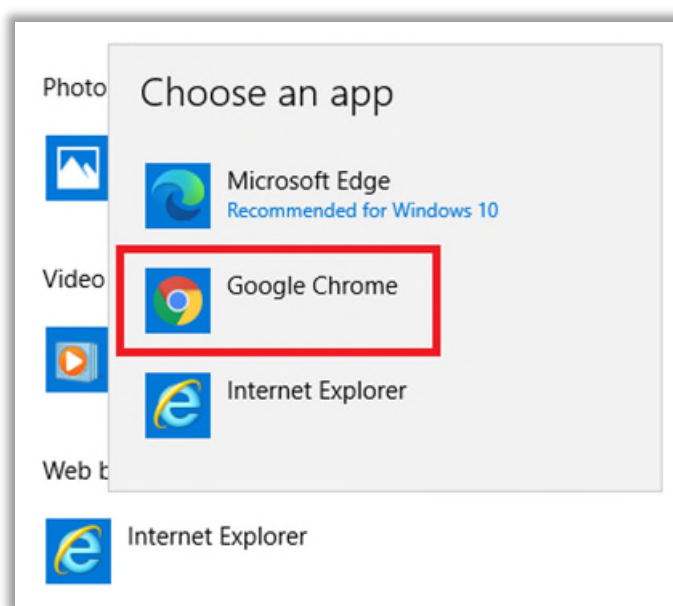 Photo
Choose an app
Microsoft Edge
Recommended for Windows 10
Video
Google Chrome
Internet Explorer
Web b
Internet Explorer